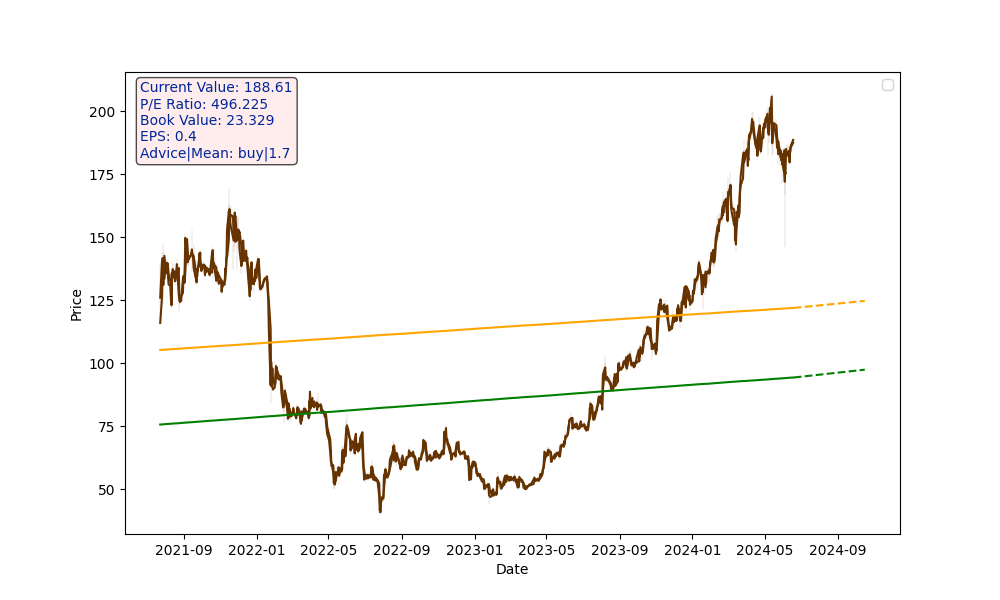 Current Value: 188.61
P/E Ratio: 496.225
Book Value: 23.329
EPS: 0.4
Advice|Mean: buy|1.7
200
175
150
125
100
75
50
Price
2021-09 2022-01 2022-05 2022-09 2023-01 2023-05 2023-09 2024-01 2024-05 2024-09
Date